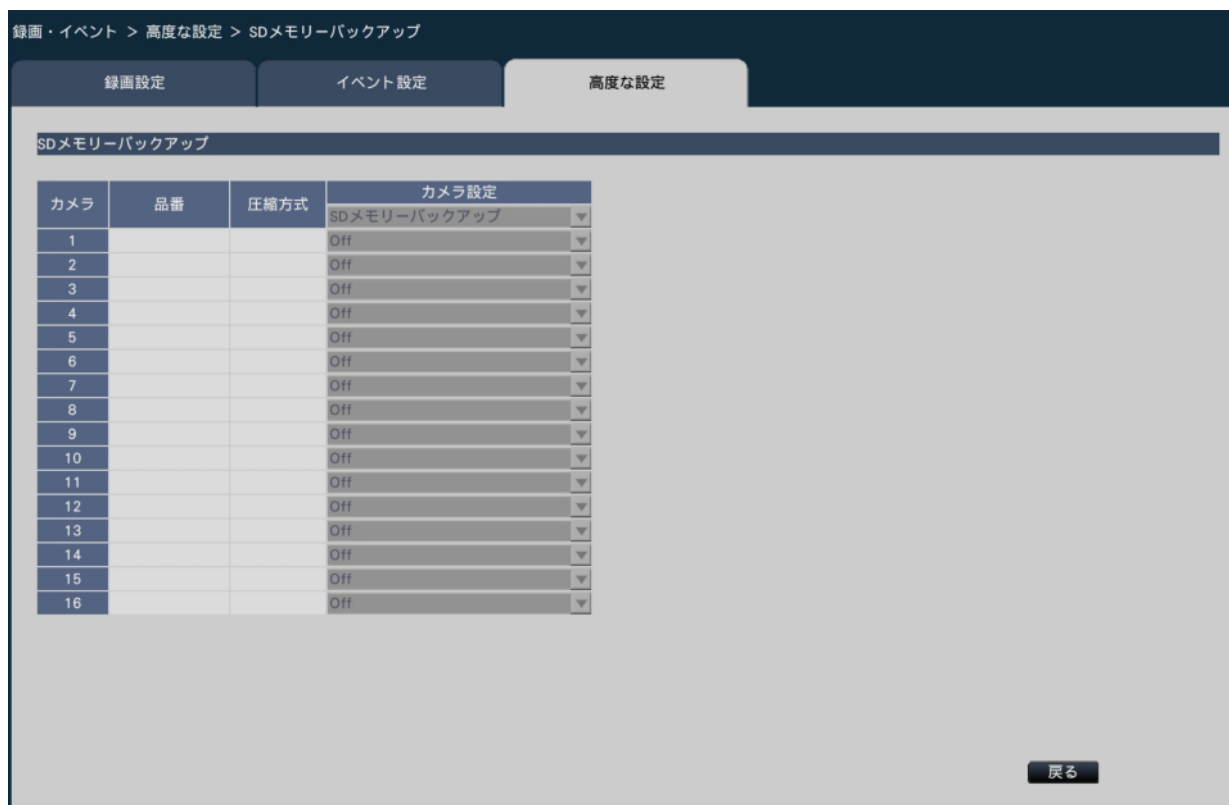 録画・イベント > 高度な設定 > SDメモリーバックアップ
録画設定 イベント設定 高度な設定
SDメモリーバックアップ
カメラ 品番 圧縮方式 カメラ設定
SDメモリーバックアップ
1 Off
2 Off
3 Off
4 Off
5 Off
6 Off
7 Off
8 Off
9 Off
10 Off
11 Off
12 Off
13 Off
14 Off
15 Off
16 Off
戻る